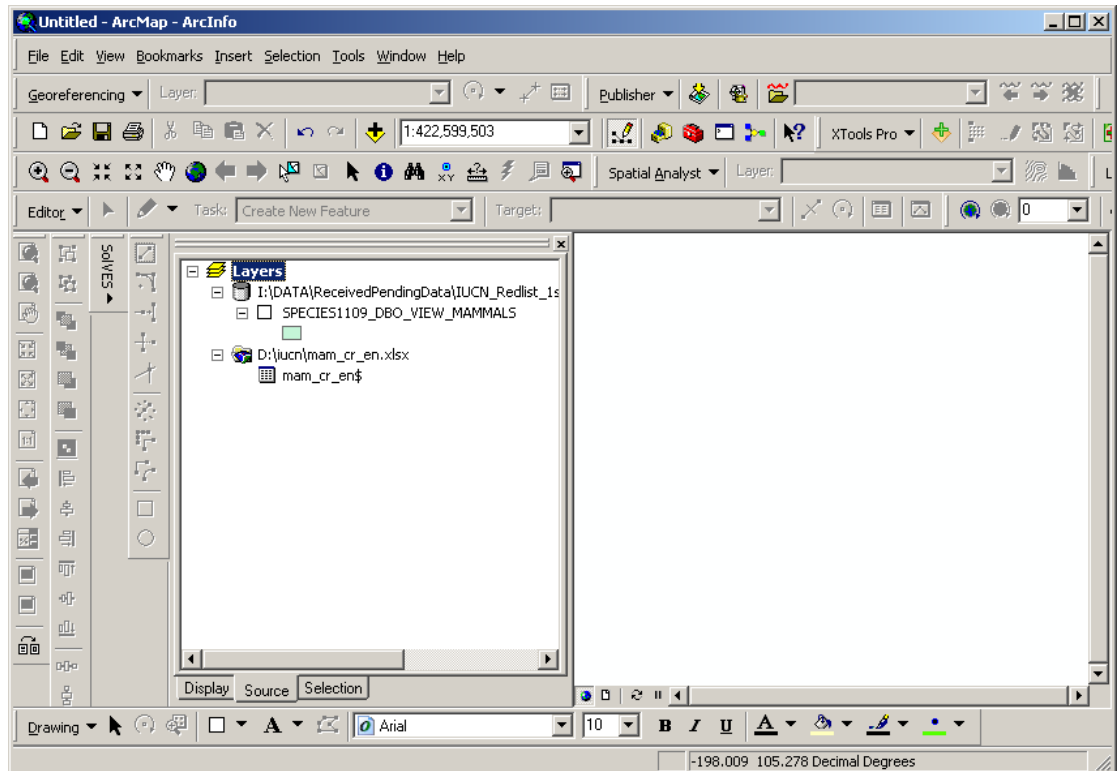 Untitled - ArcMap - ArcInfo
File Edit View Bookmarks Insert Selection Tools Window Help
Georeferencing Layer: Publisher
1:422,599,503 XTools Pro
Spatial Analyst Layer: L
Editor Task: Create New Feature Target: 0
SolVES
Layers
I:\DATA\ReceivedPendingData\IUCN_Redlist_1s
SPECIES1109_DBO_VIEW_MAMMALS
D:\iucn\mam_cr_en.xlsx
mam_cr_en$
Display Source Selection
Drawing A Arial 10 B I U A
-198.009 105.278 Decimal Degrees